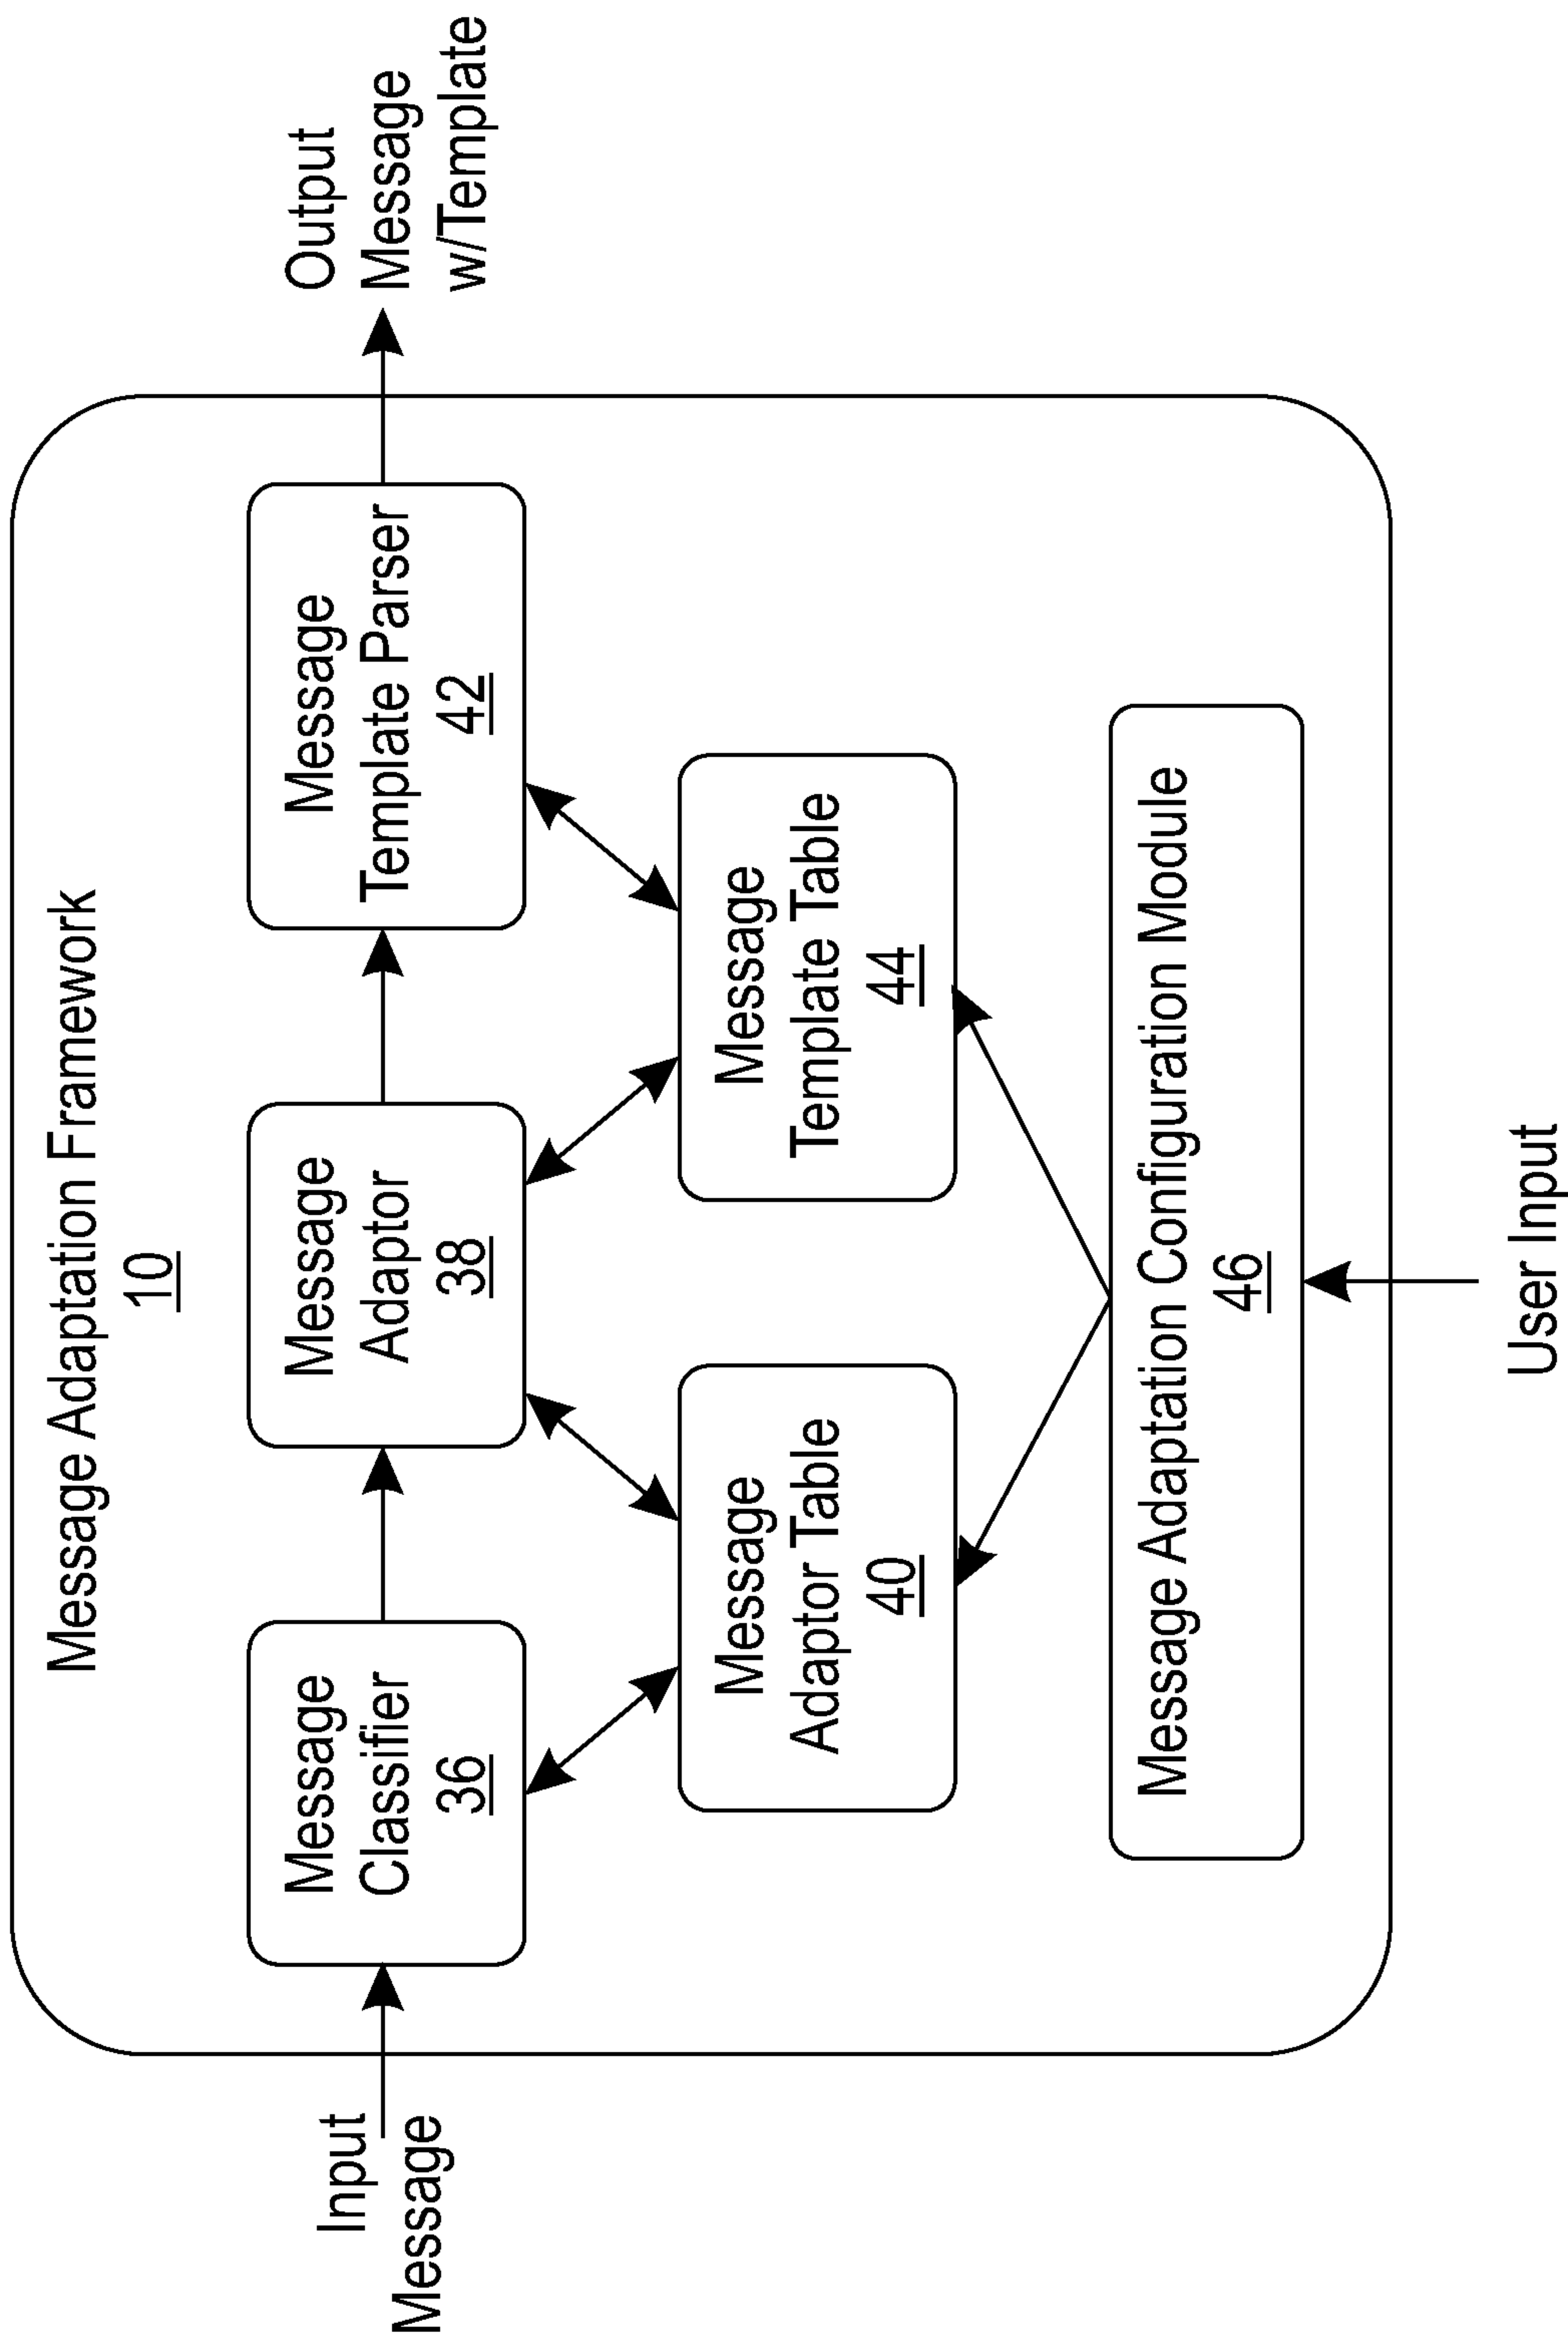 Message Adaptation Framework
10
Input
Message
Message
Classifier
36
Message
Adaptor
38
Message
Template Parser
42
Output
Message
w/Template
Message
Adaptor Table
40
Message
Template Table
44
Message Adaptation Configuration Module
46
User Input